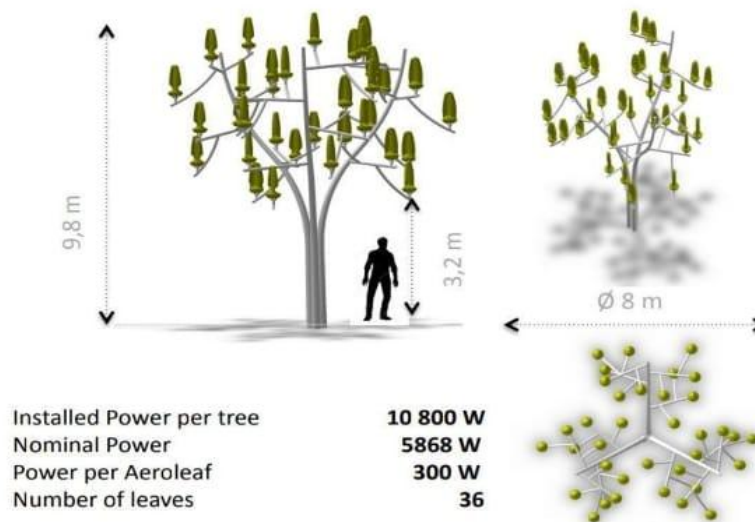 9,8 m
3,2 m
Ø 8 m
Installed Power per tree 10 800 W
Nominal Power 5868 W
Power per Aeroleaf 300 W
Number of leaves 36